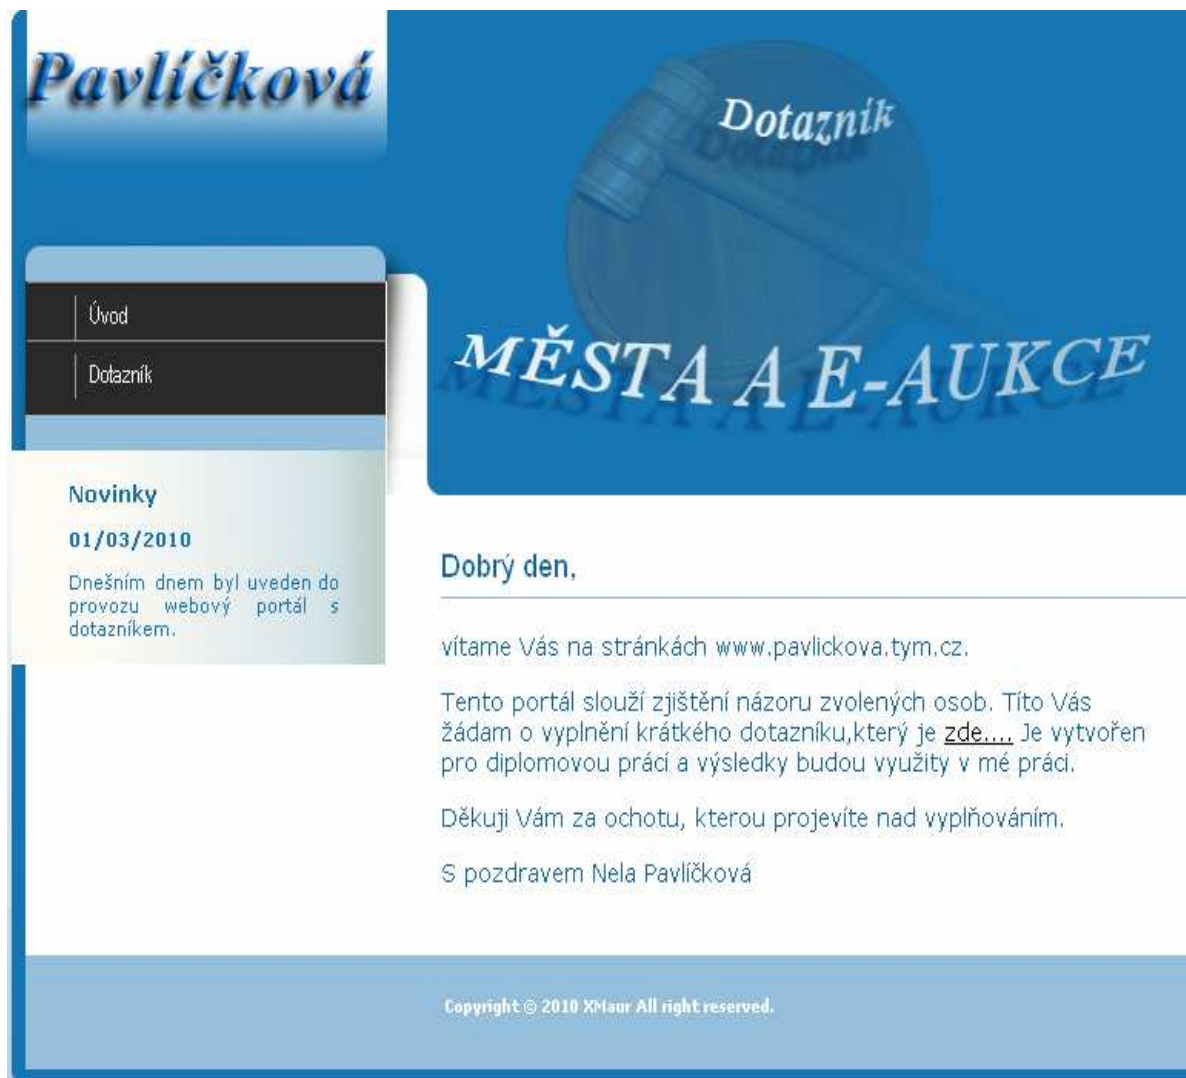 Pavlíčková
Dotazník
MĚSTA A E-AUKCE
Úvod
Dotazník
Novinky
01/03/2010
Dnešním dnem byl uveden do
provozu webový portál s
dotazníkem.
Dobrý den,
vítame Vás na stránkách www.pavlickova.tym.cz.
Tento portál slouží zjištění názoru zvolených osob. Títo Vás
žádam o vyplnění krátkého dotazníku,který je zde.... Je vytvořen
pro diplomovou prácí a výsledky budou využity v mé práci.
Děkuji Vám za ochotu, kterou projevíte nad vyplňováním.
S pozdravem Nela Pavlíčková
Copyright © 2010 XMaur All right reserved.